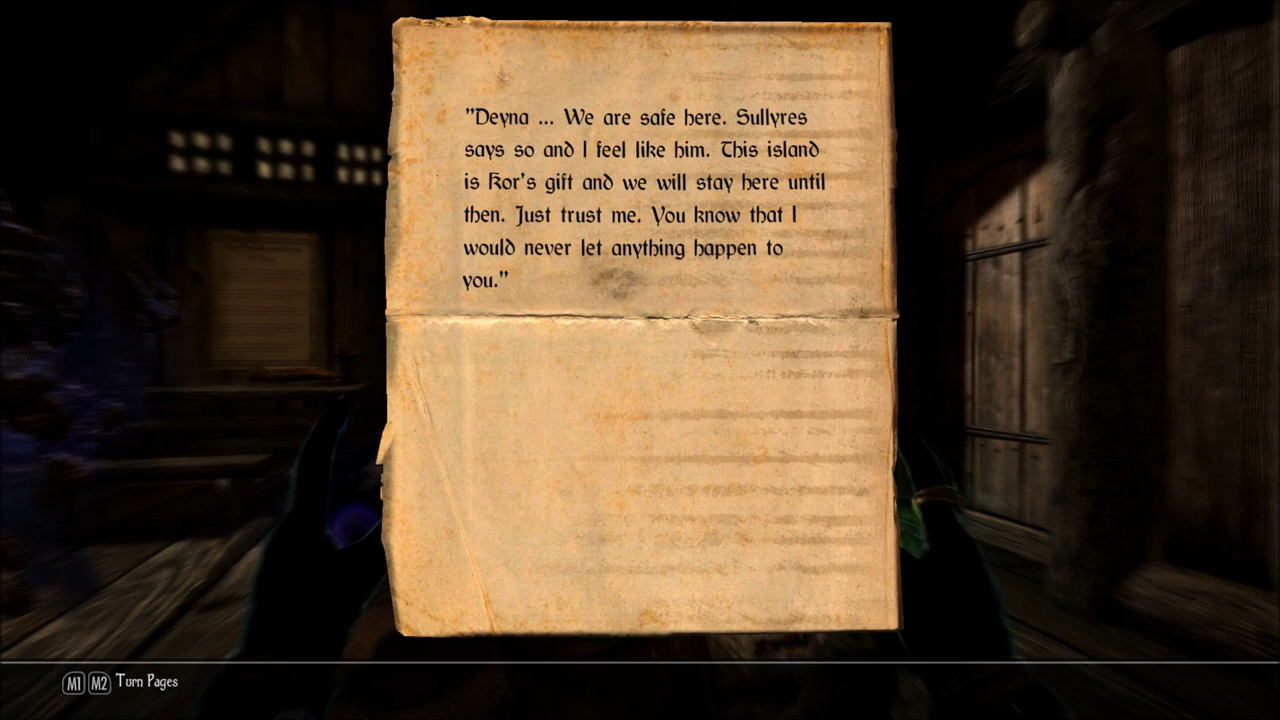 "Deyna ... We are safe here. Sullyres
says so and I feel like him. This island
is Kor's gift and we will stay here until
then. Just trust me. You know that I
would never let anything happen to
you."
M1 M2 Turn Pages